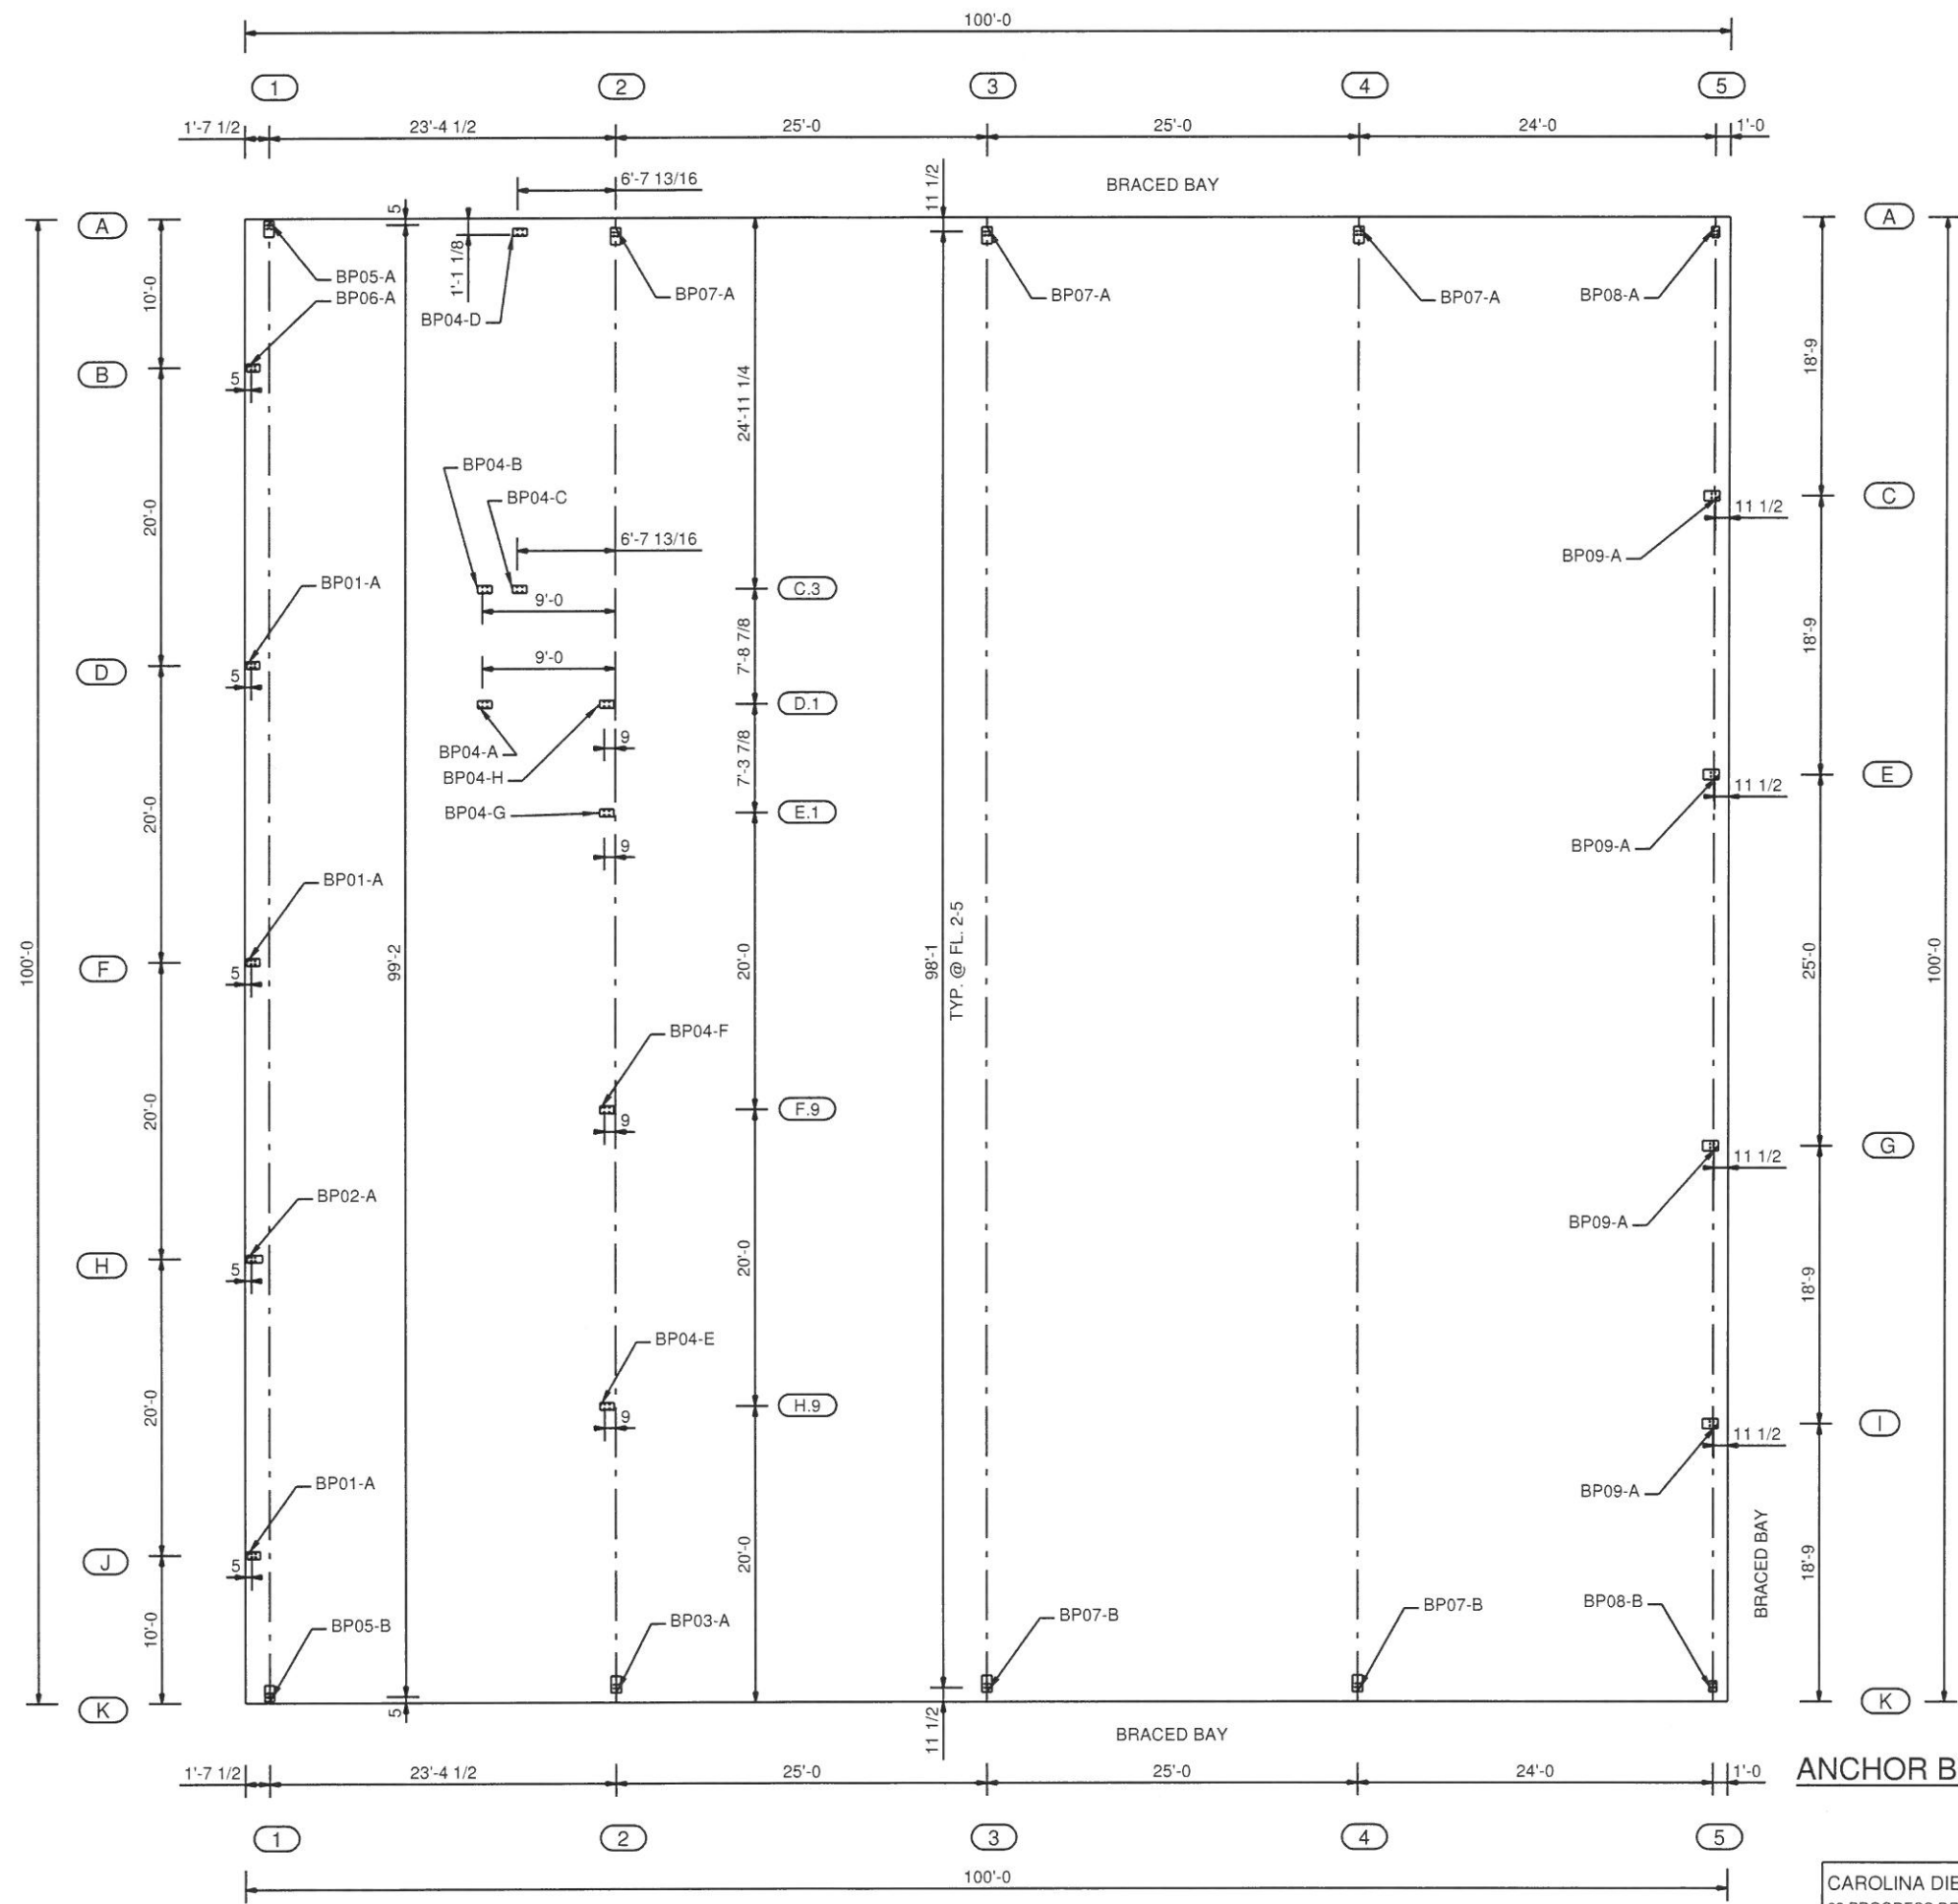 100'-0
1 2 3 4 5
1'-7 1/2 23'-4 1/2 25'-0 25'-0 24'-0 1'-0
6'-7 13/16
11 1/2
BRACED BAY
5
A
A
1'-1 1/8
BP05-A
BP06-A
BP04-D
BP07-A
BP07-A
BP07-A
BP08-A
10'-0
18'-9
B
5
24'-11 1/4
BP04-B
BP04-C
C
11 1/2
20'-0
6'-7 13/16
BP09-A
BP01-A
C.3
9'-0
7'-8 7/8
18'-9
9'-0
D
5
D.1
BP04-A
BP04-H
9
7'-3 7/8
E
11 1/2
BP04-G
E.1
20'-0
9
BP09-A
BP01-A
100'-0
F
5
99'-2
20'-0
98'-1
TYP. @ FL. 2-5
25'-0
100'-0
BP04-F
F.9
20'-0
9
G
11 1/2
BP02-A
BP09-A
H
5
20'-0
18'-9
BP04-E
H.9
20'-0
9
I
11 1/2
BP01-A
BP09-A
J
5
20'-0
BRACED BAY
18'-9
10'-0
BP05-B
BP03-A
BP07-B
BP07-B
BP08-B
K
5
11 1/2
K
BRACED BAY
1'-7 1/2 23'-4 1/2 25'-0 25'-0 24'-0 1'-0
ANCHOR B
1 2 3 4 5
100'-0
CAROLINA DIE